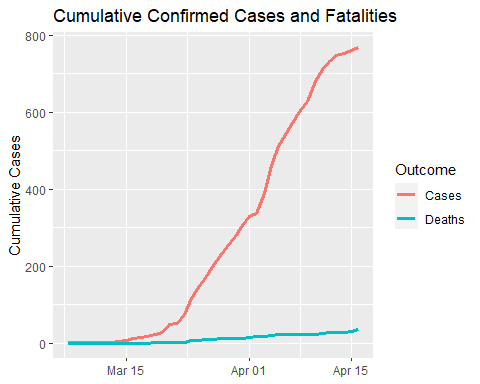 Cumulative Confirmed Cases and Fatalities
800
600
400
200
0
Cumulative Cases
Mar 15
Apr 01
Apr 15
Outcome
Cases
Deaths